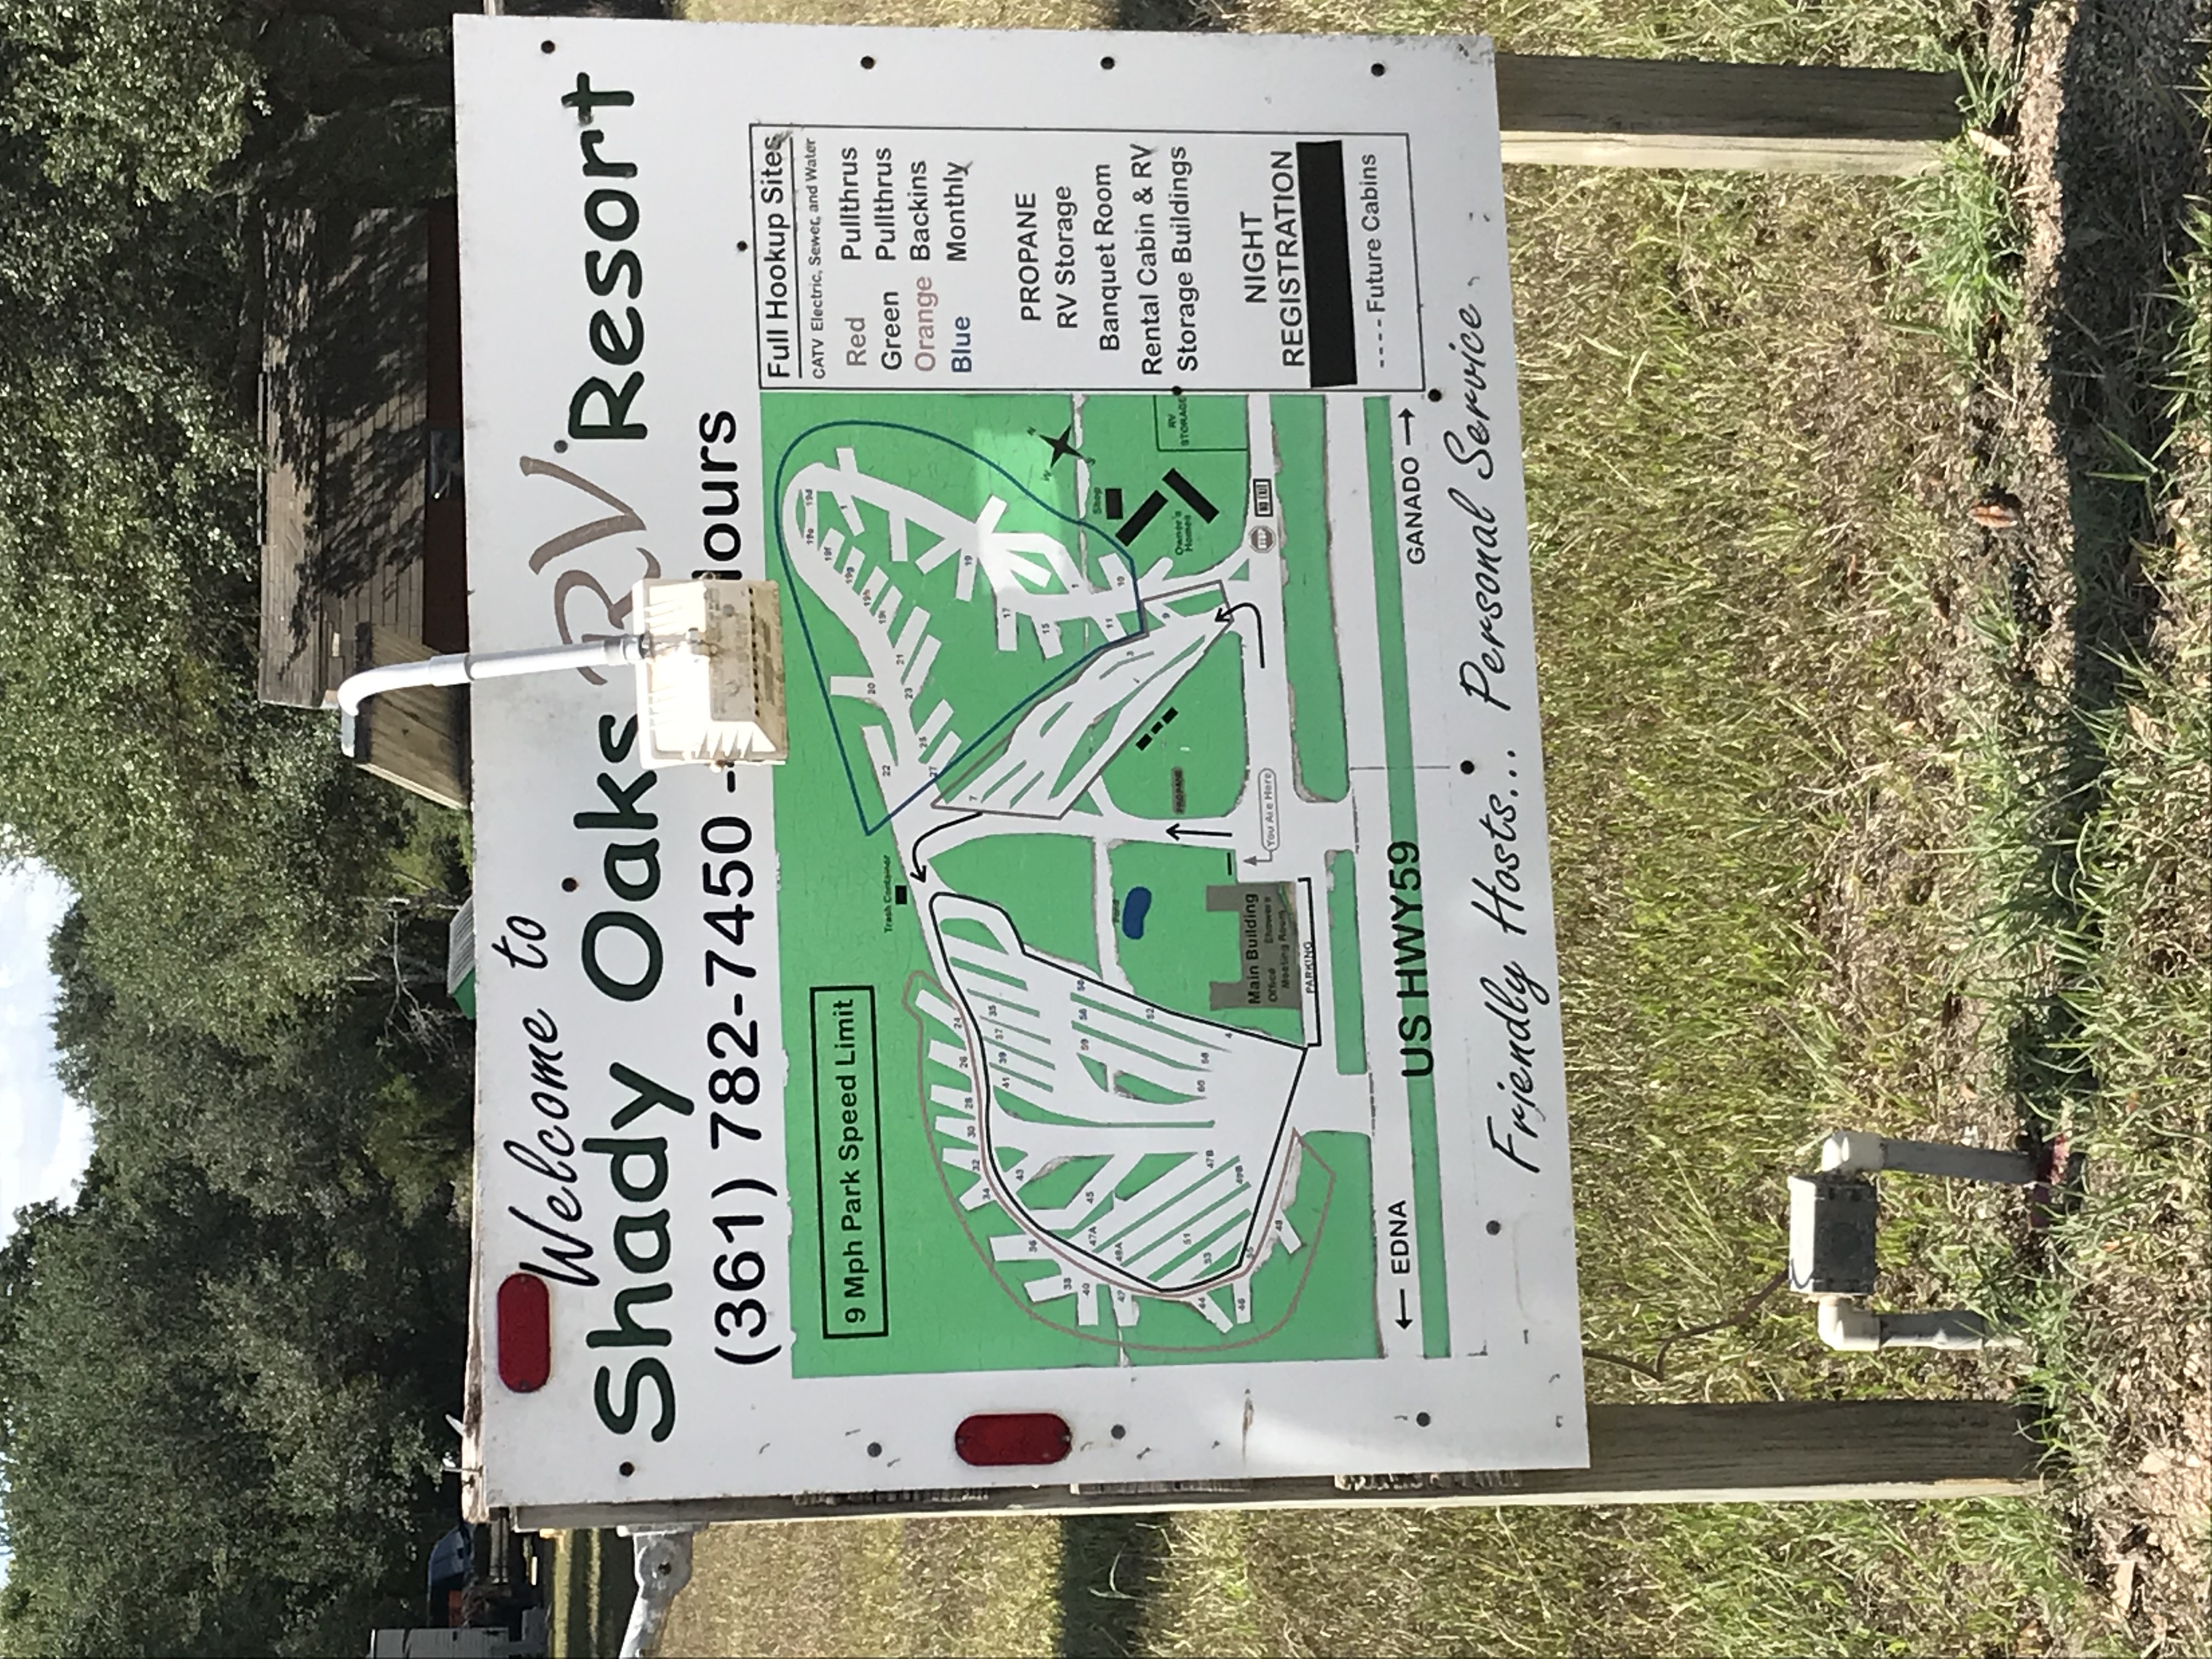 Welcome to
Shady Oaks RV Resort
(361) 782-7450 -
9 Mph Park Speed Limit
Trash Container
22
20
19e
19d
19f
19g
19h
19i
23
21
25
27
24
26
28
30
32
34
36
38
40
42
44
46
48
41
39
37
35
43
45
47A
49A
51
53
55
47B
49B
59
56
50
52
60
58
4
7
3
9
19
17
15
11
10
1
N
W
S
Pond
PROPANE
Shop
Owner's
Homes
RV
STORAGE
Main Building
Office Showers
Meeting Room
PARKING
You Are Here
NO EXIT
← EDNA
US HWY59
GANADO →
Full Hookup Sites
CATV Electric, Sewer, and Water
Red Pullthrus
Green Pullthrus
Orange Backins
Blue Monthly
PROPANE
RV Storage
Banquet Room
Rental Cabin & RV
Storage Buildings
NIGHT
REGISTRATION
---- Future Cabins
Friendly Hosts... Personal Service